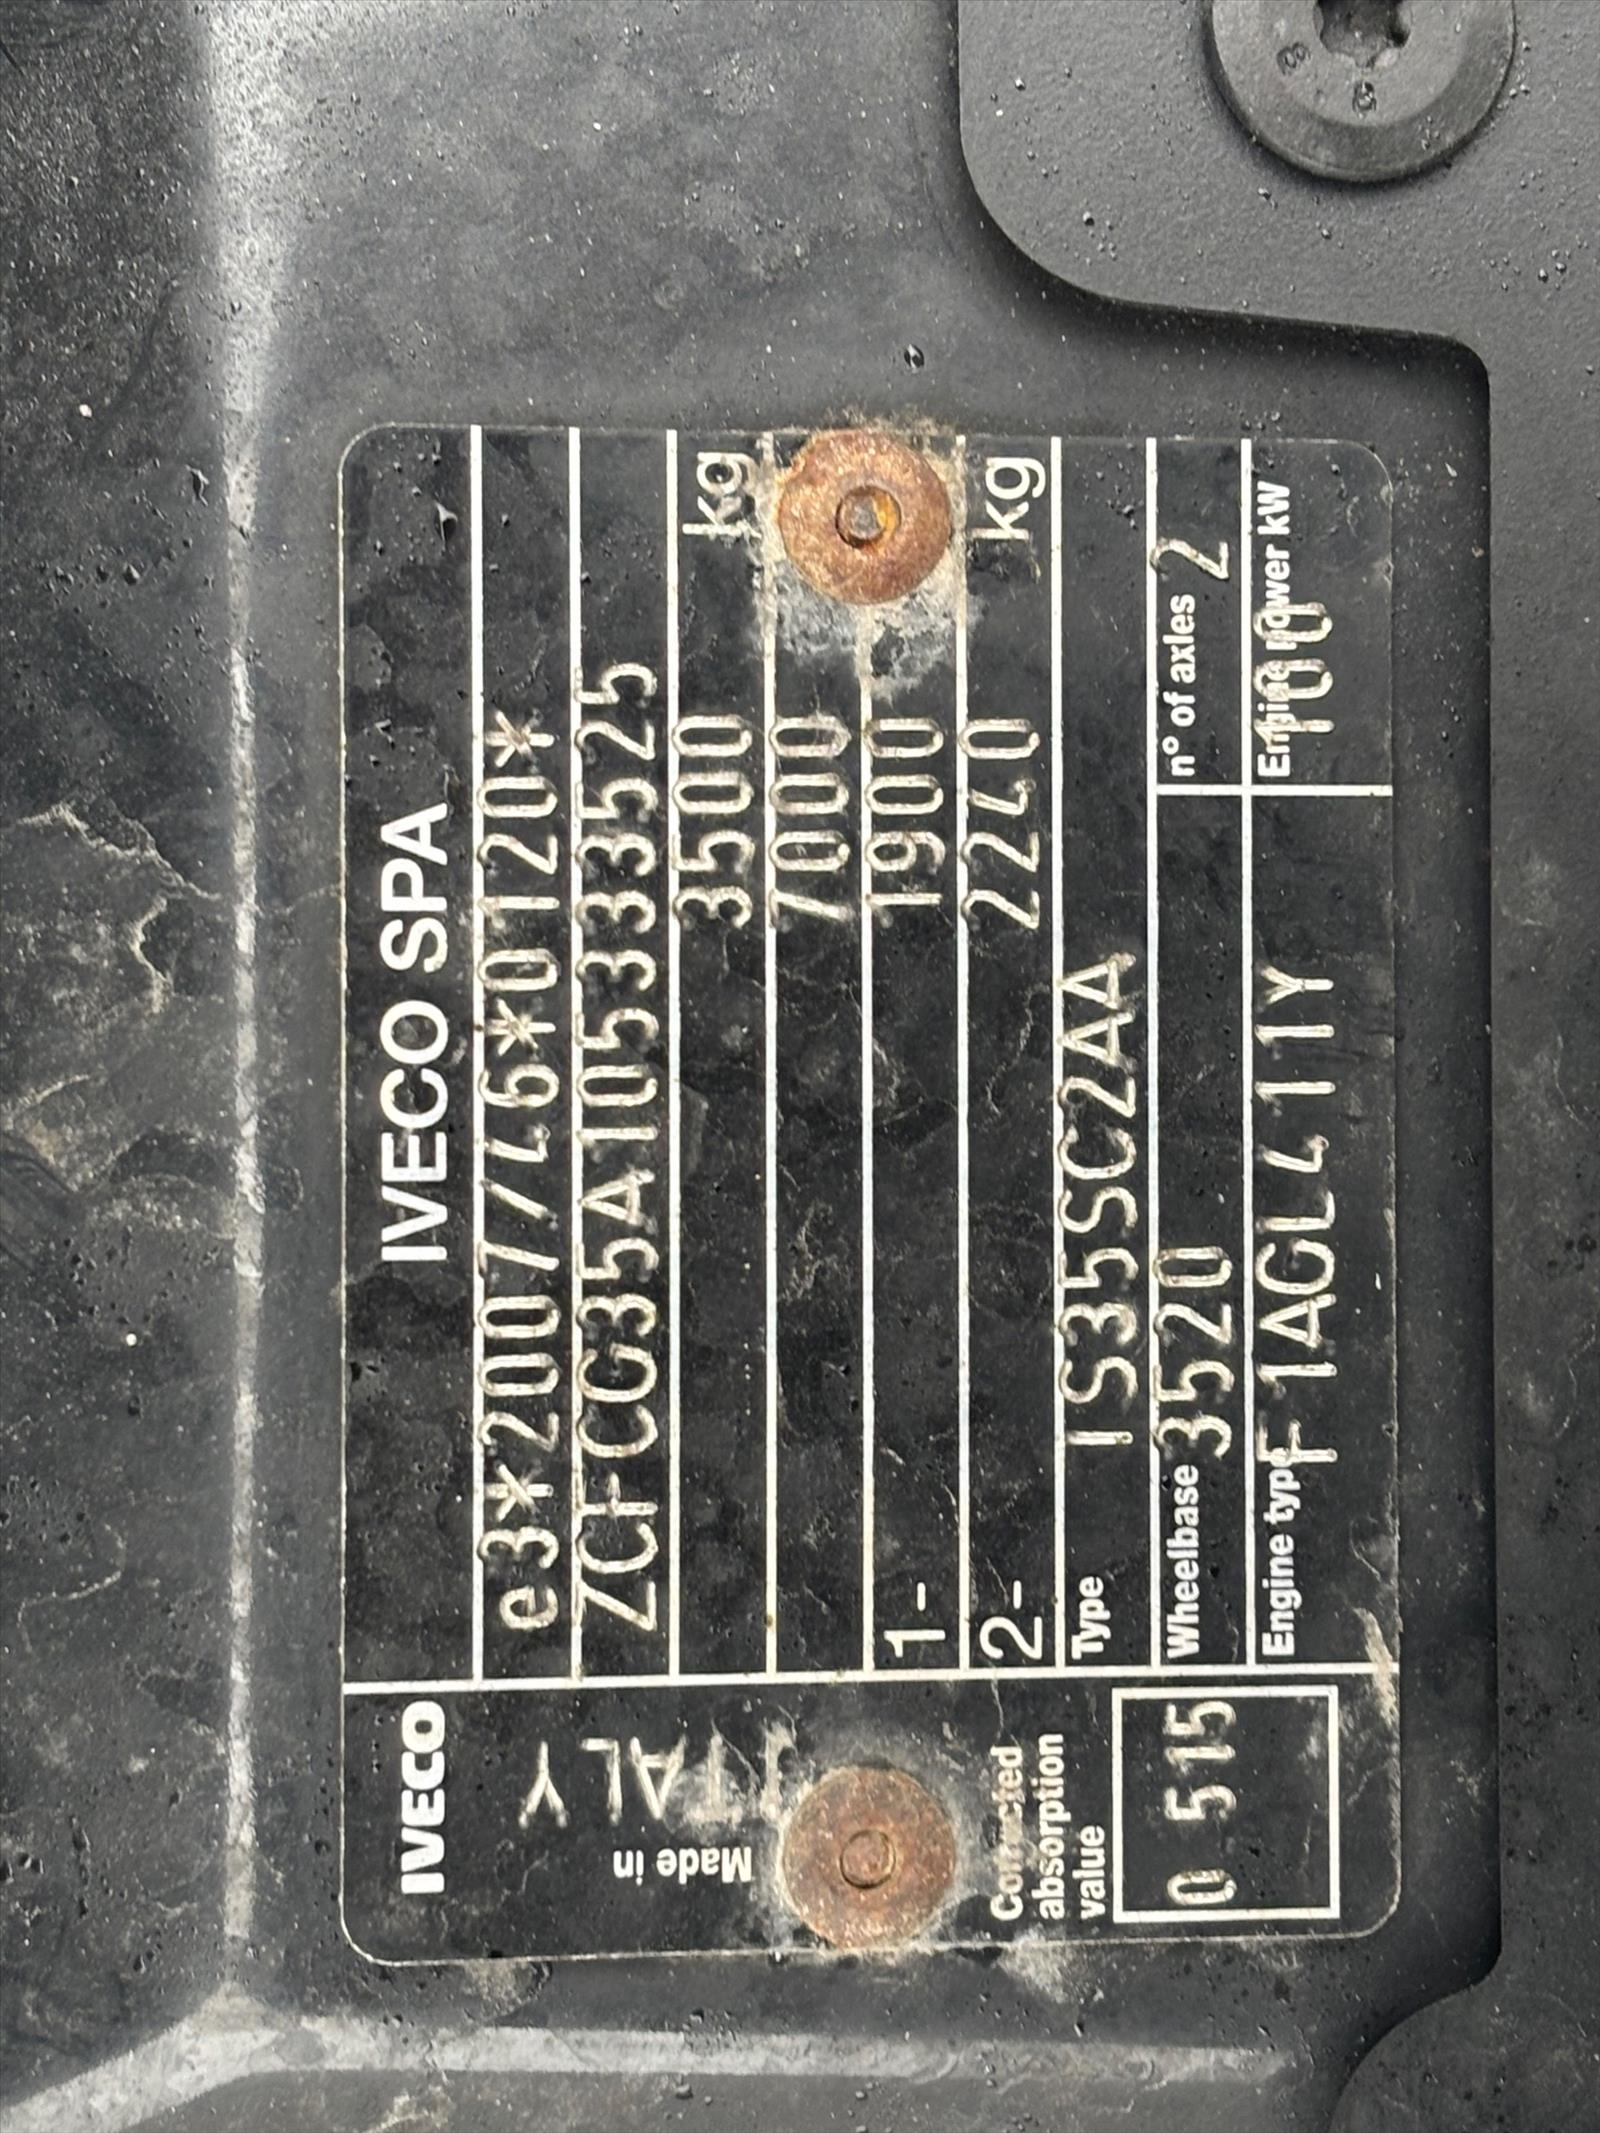 IVECO
IVECO SPA
e3*2007/46*0120*
ZCFCG35A105333525
3500 kg
7000
1- 1900
2- 2240 kg
Type IS35SC2AA
Wheelbase 3520
n° of axles 2
Engine type F1AGL411Y
Engine power kW 100
Made in ITALY
Corrected
absorption
value
0 515